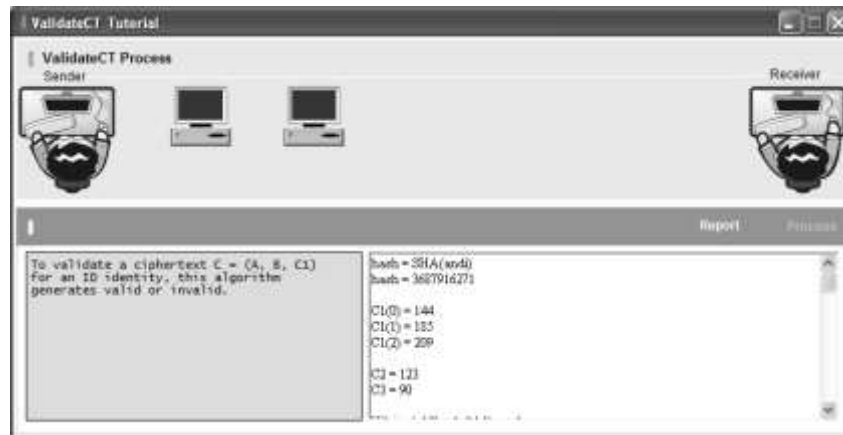 ValidateCT Tutorial
ValidateCT Process
Sender
Receiver
Report
Process
To validate a ciphertext C = (A, B, C1)
for an ID identity, this algorithm
generates valid or invalid.
hash = SHA(andi)
hash = 3687916271
C1(0) = 144
C1(1) = 185
C1(2) = 209
C2 = 123
C3 = 90